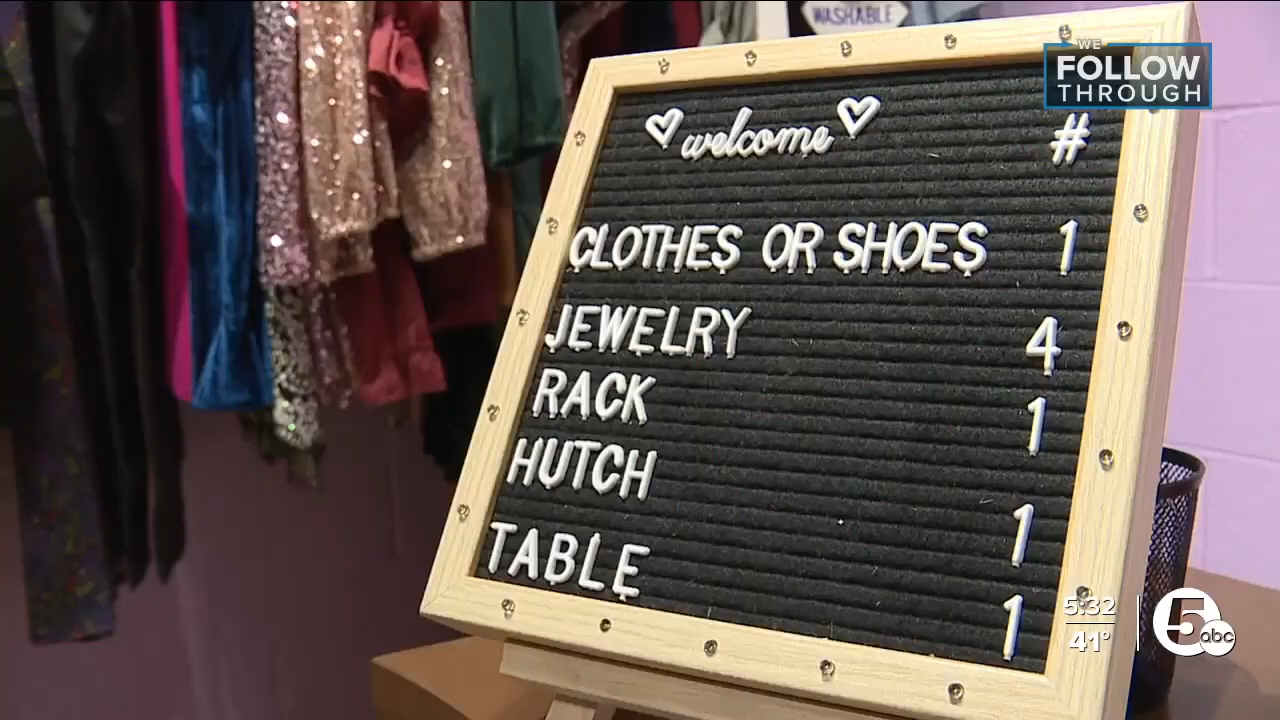 WASHABLE
WE
FOLLOW
THROUGH
welcome #
CLOTHES OR SHOES 1
JEWELRY 4
RACK 1
HUTCH 1
TABLE 1
5:32
41°
5 abc